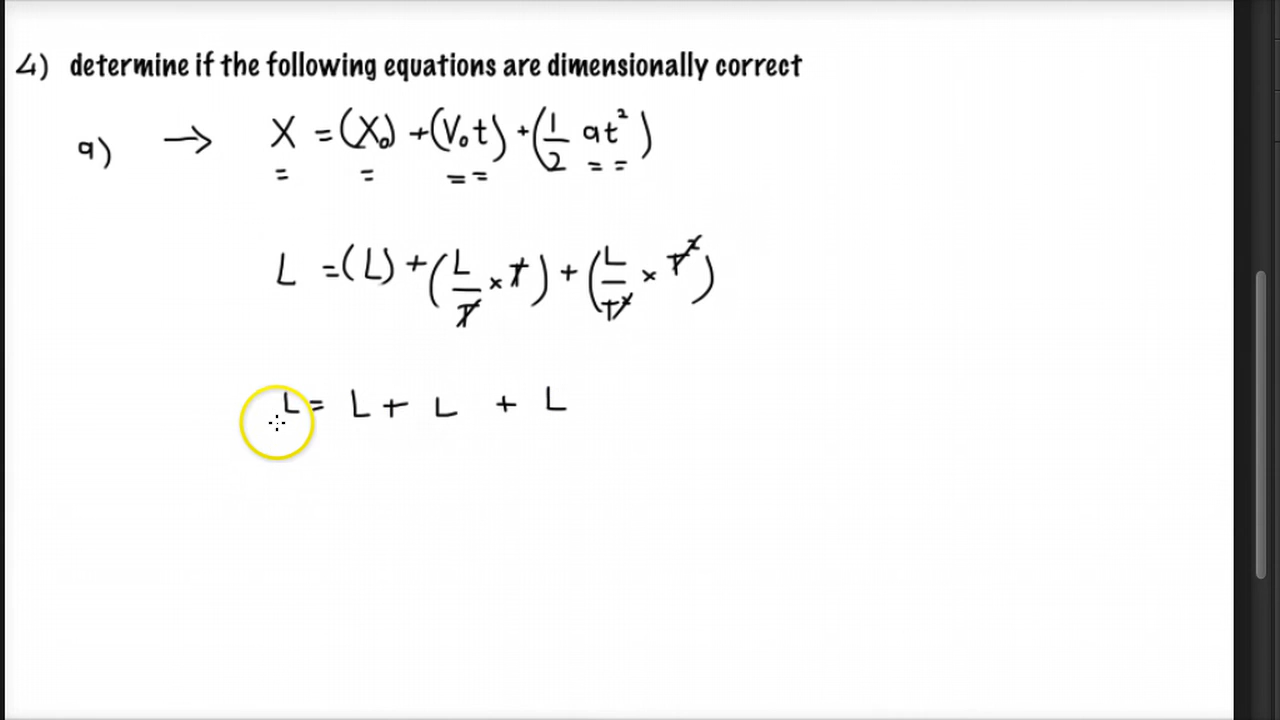 4) determine if the following equations are dimensionally correct
a) → X = (X₀) + (V₀t) + (1/2 at²)
L = (L) + (L/T × T) + (L/T² × T²)
L = L + L + L